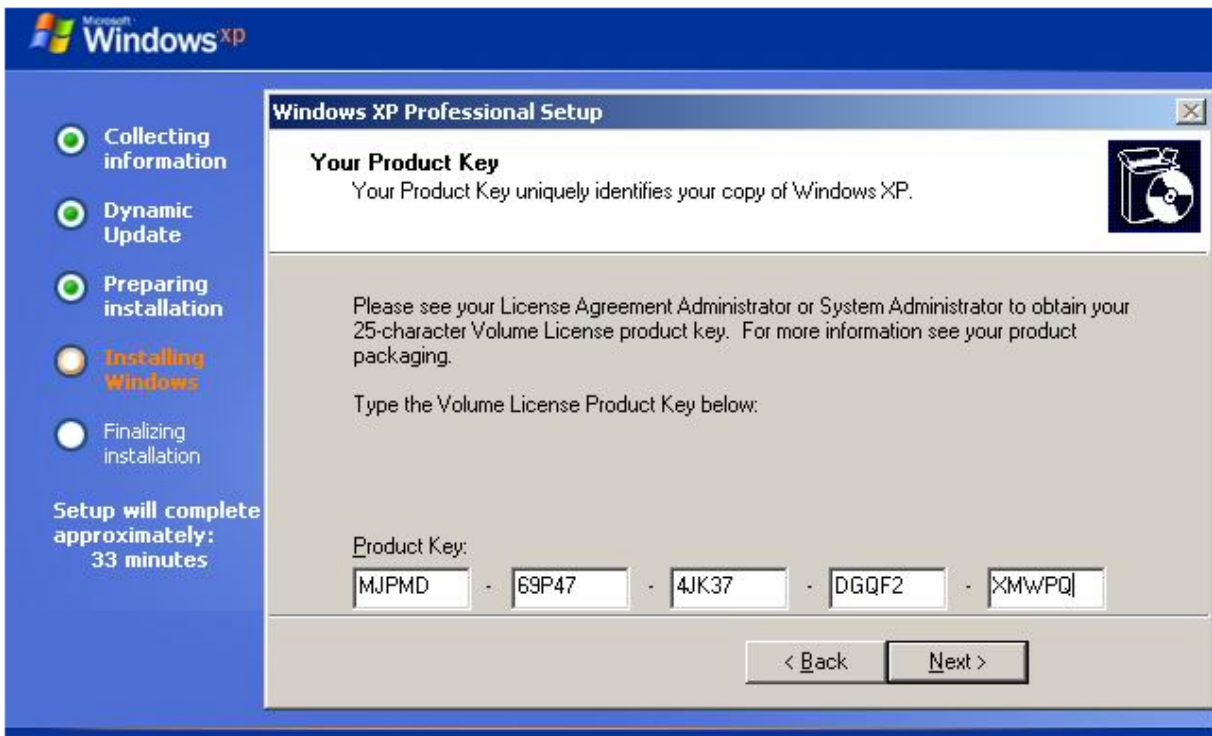 Microsoft
Windows xp
Windows XP Professional Setup
Your Product Key
Your Product Key uniquely identifies your copy of Windows XP.
Collecting
information
Dynamic
Update
Preparing
installation
Installing
Windows
Finalizing
installation
Setup will complete
approximately:
33 minutes
Please see your License Agreement Administrator or System Administrator to obtain your
25-character Volume License product key. For more information see your product
packaging.
Type the Volume License Product Key below:
Product Key:
MJPMD - 69P47 - 4JK37 - DGQF2 - XMWPQ
< Back Next >